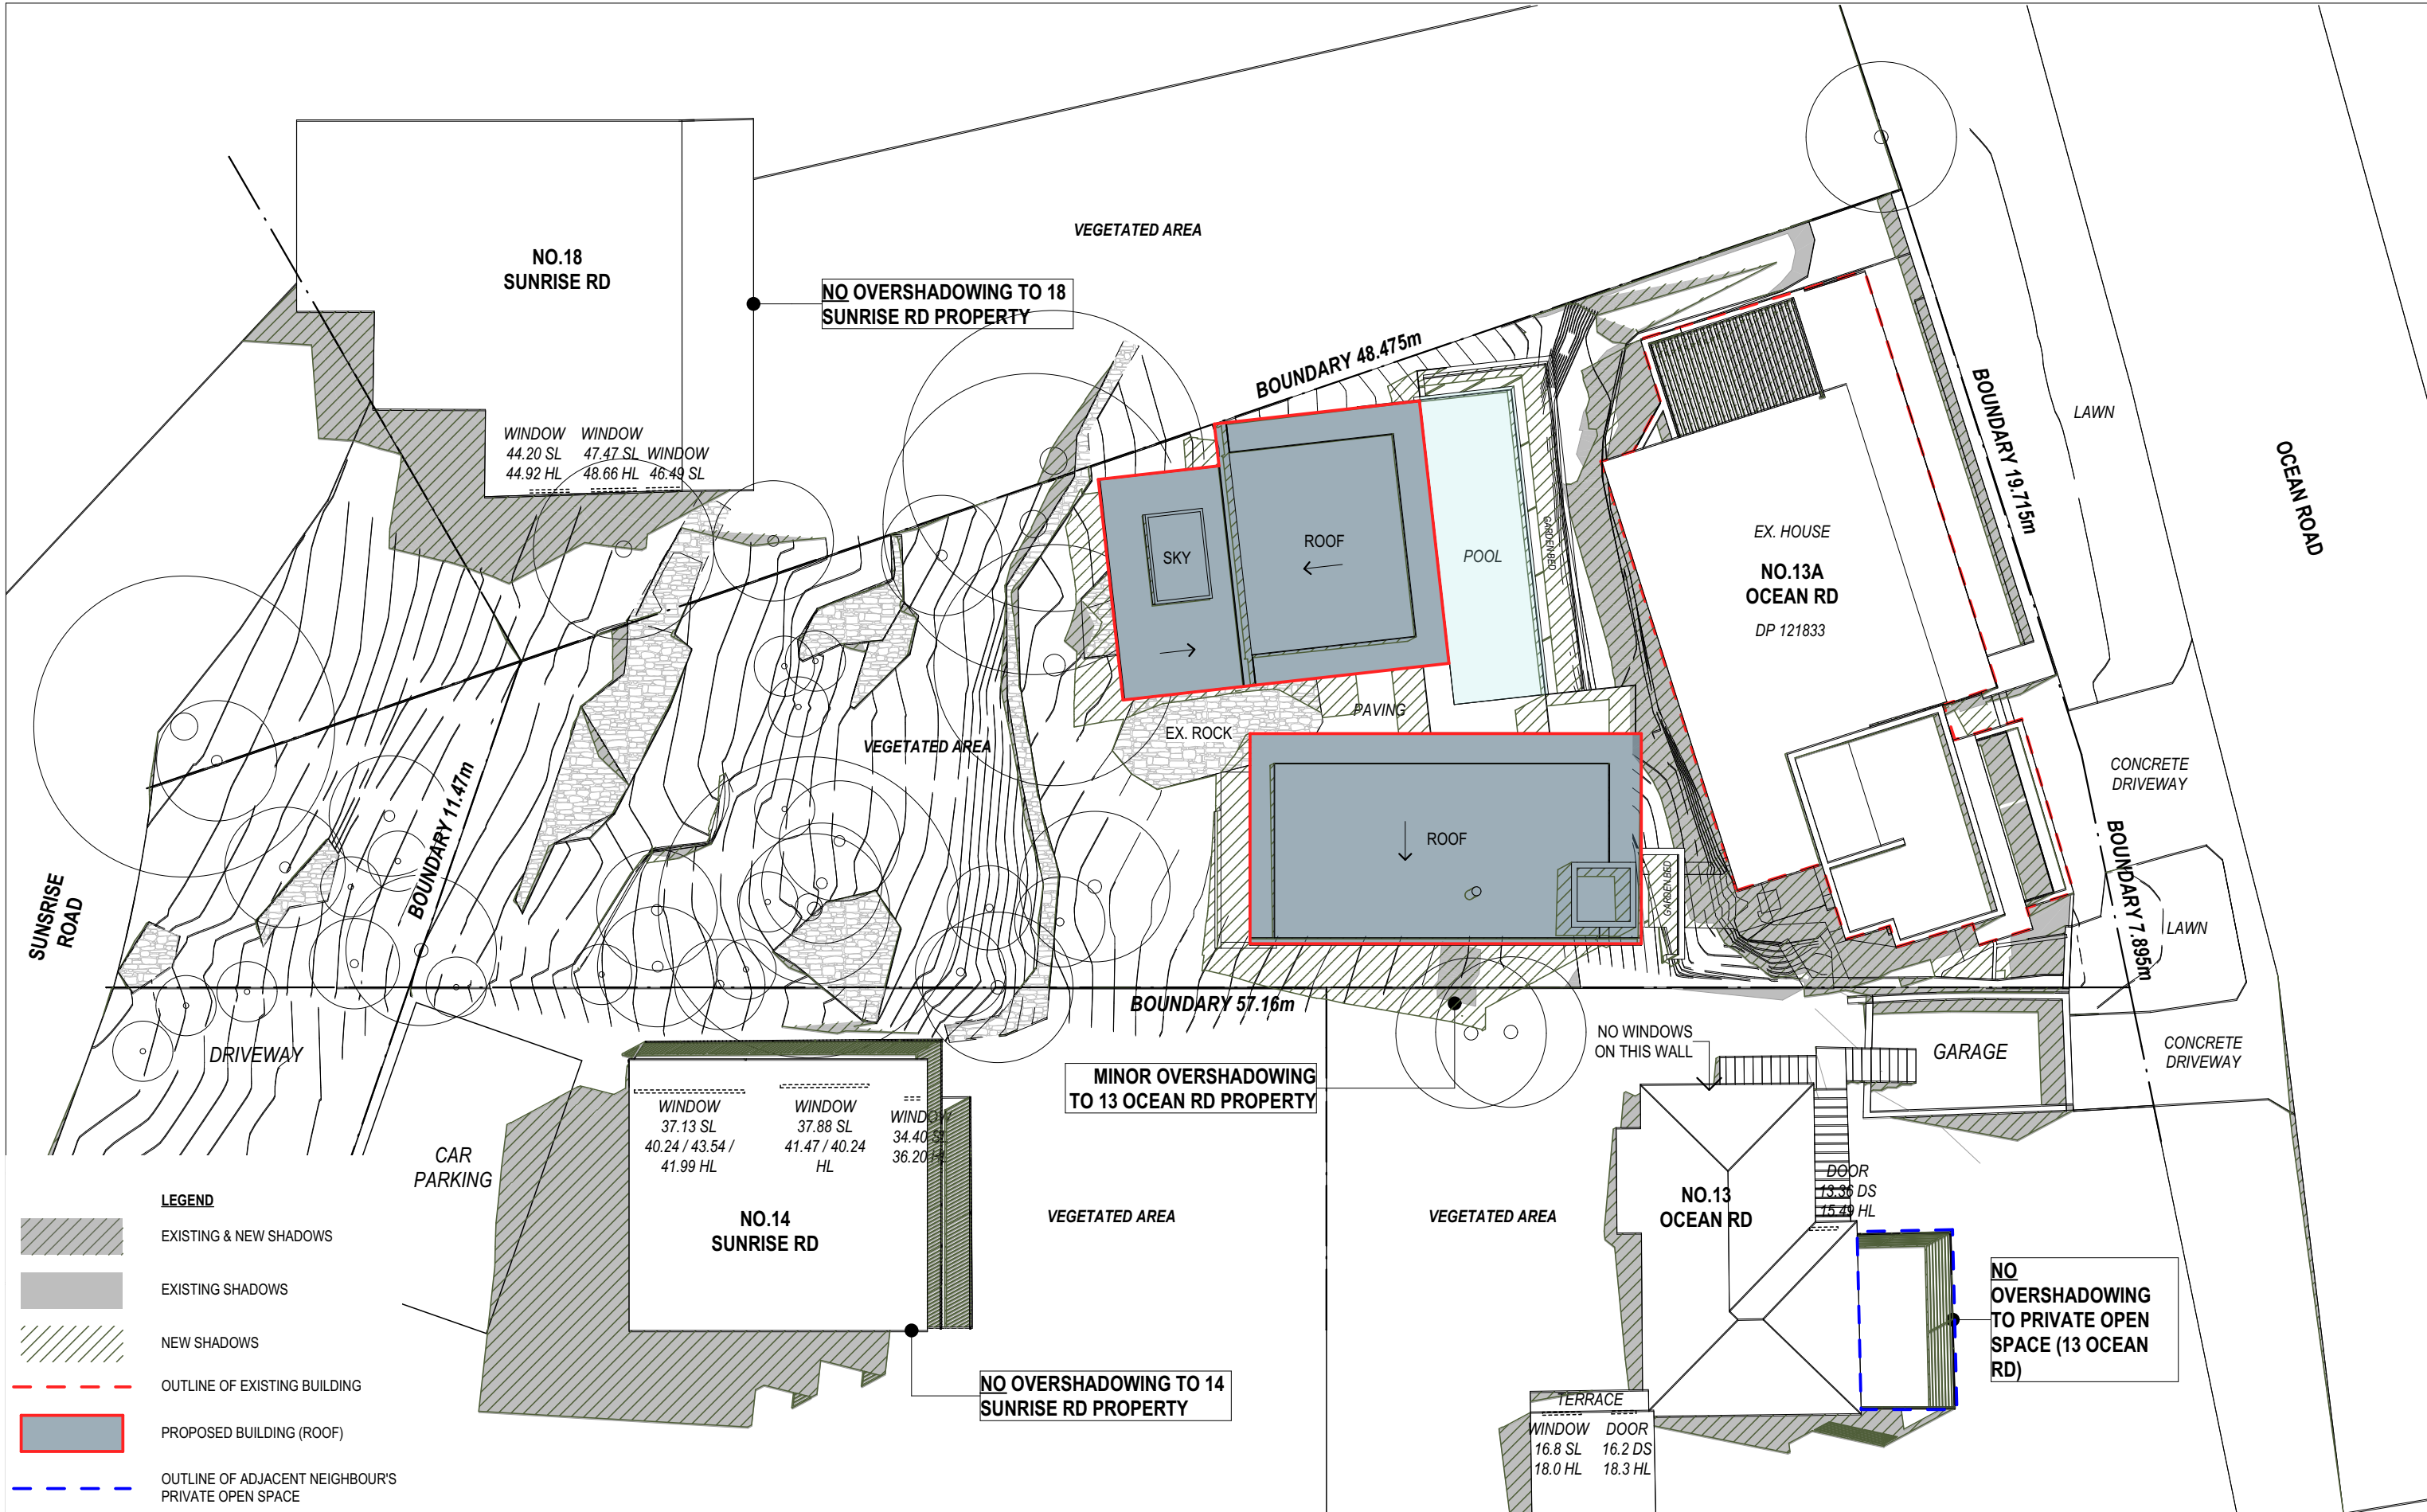 NO.18
SUNRISE RD
VEGETATED AREA
NO OVERSHADOWING TO 18
SUNRISE RD PROPERTY
BOUNDARY 48.475m
WINDOW
44.20 SL
44.92 HL
WINDOW
47.47 SL
48.66 HL
WINDOW
46.49 SL
BOUNDARY 19.715m
LAWN
OCEAN ROAD
SKY
ROOF
POOL
GARDEN BED
EX. HOUSE
NO.13A
OCEAN RD
DP 121833
PAVING
EX. ROCK
VEGETATED AREA
BOUNDARY 11.47m
SUNSRISE
ROAD
ROOF
GARDEN BED
CONCRETE
DRIVEWAY
BOUNDARY 7.895m
LAWN
BOUNDARY 57.16m
DRIVEWAY
NO WINDOWS
ON THIS WALL
GARAGE
CONCRETE
DRIVEWAY
MINOR OVERSHADOWING
TO 13 OCEAN RD PROPERTY
WINDOW
37.13 SL
40.24 / 43.54 /
41.99 HL
WINDOW
37.88 SL
41.47 / 40.24
HL
WINDOW
34.40 SL
36.20 HL
CAR
PARKING
NO.14
SUNRISE RD
VEGETATED AREA
VEGETATED AREA
NO.13
OCEAN RD
DOOR
13.36 DS
15.49 HL
NO
OVERSHADOWING
TO PRIVATE OPEN
SPACE (13 OCEAN
RD)
NO OVERSHADOWING TO 14
SUNRISE RD PROPERTY
TERRACE
WINDOW
16.8 SL
18.0 HL
DOOR
16.2 DS
18.3 HL
LEGEND
EXISTING & NEW SHADOWS
EXISTING SHADOWS
NEW SHADOWS
OUTLINE OF EXISTING BUILDING
PROPOSED BUILDING (ROOF)
OUTLINE OF ADJACENT NEIGHBOUR'S
PRIVATE OPEN SPACE